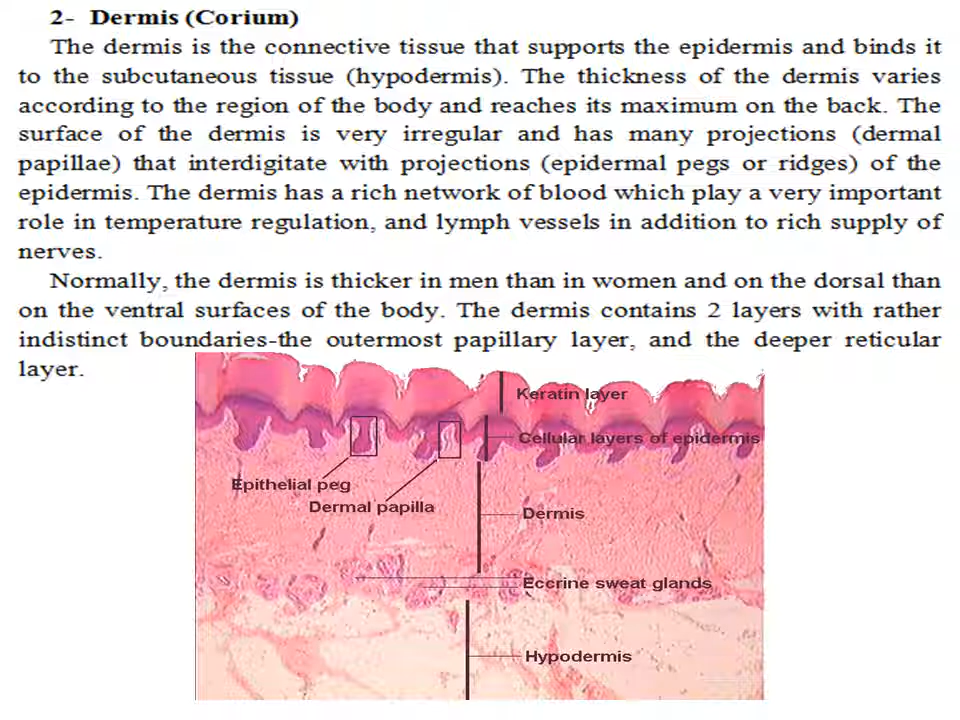 2- Dermis (Corium)
The dermis is the connective tissue that supports the epidermis and binds it
to the subcutaneous tissue (hypodermis). The thickness of the dermis varies
according to the region of the body and reaches its maximum on the back. The
surface of the dermis is very irregular and has many projections (dermal
papillae) that interdigitate with projections (epidermal pegs or ridges) of the
epidermis. The dermis has a rich network of blood which play a very important
role in temperature regulation, and lymph vessels in addition to rich supply of
nerves.
Normally, the dermis is thicker in men than in women and on the dorsal than
on the ventral surfaces of the body. The dermis contains 2 layers with rather
indistinct boundaries-the outermost papillary layer, and the deeper reticular
layer.
Keratin layer
Cellular layers of epidermis
Epithelial peg
Dermal papilla
Dermis
Eccrine sweat glands
Hypodermis